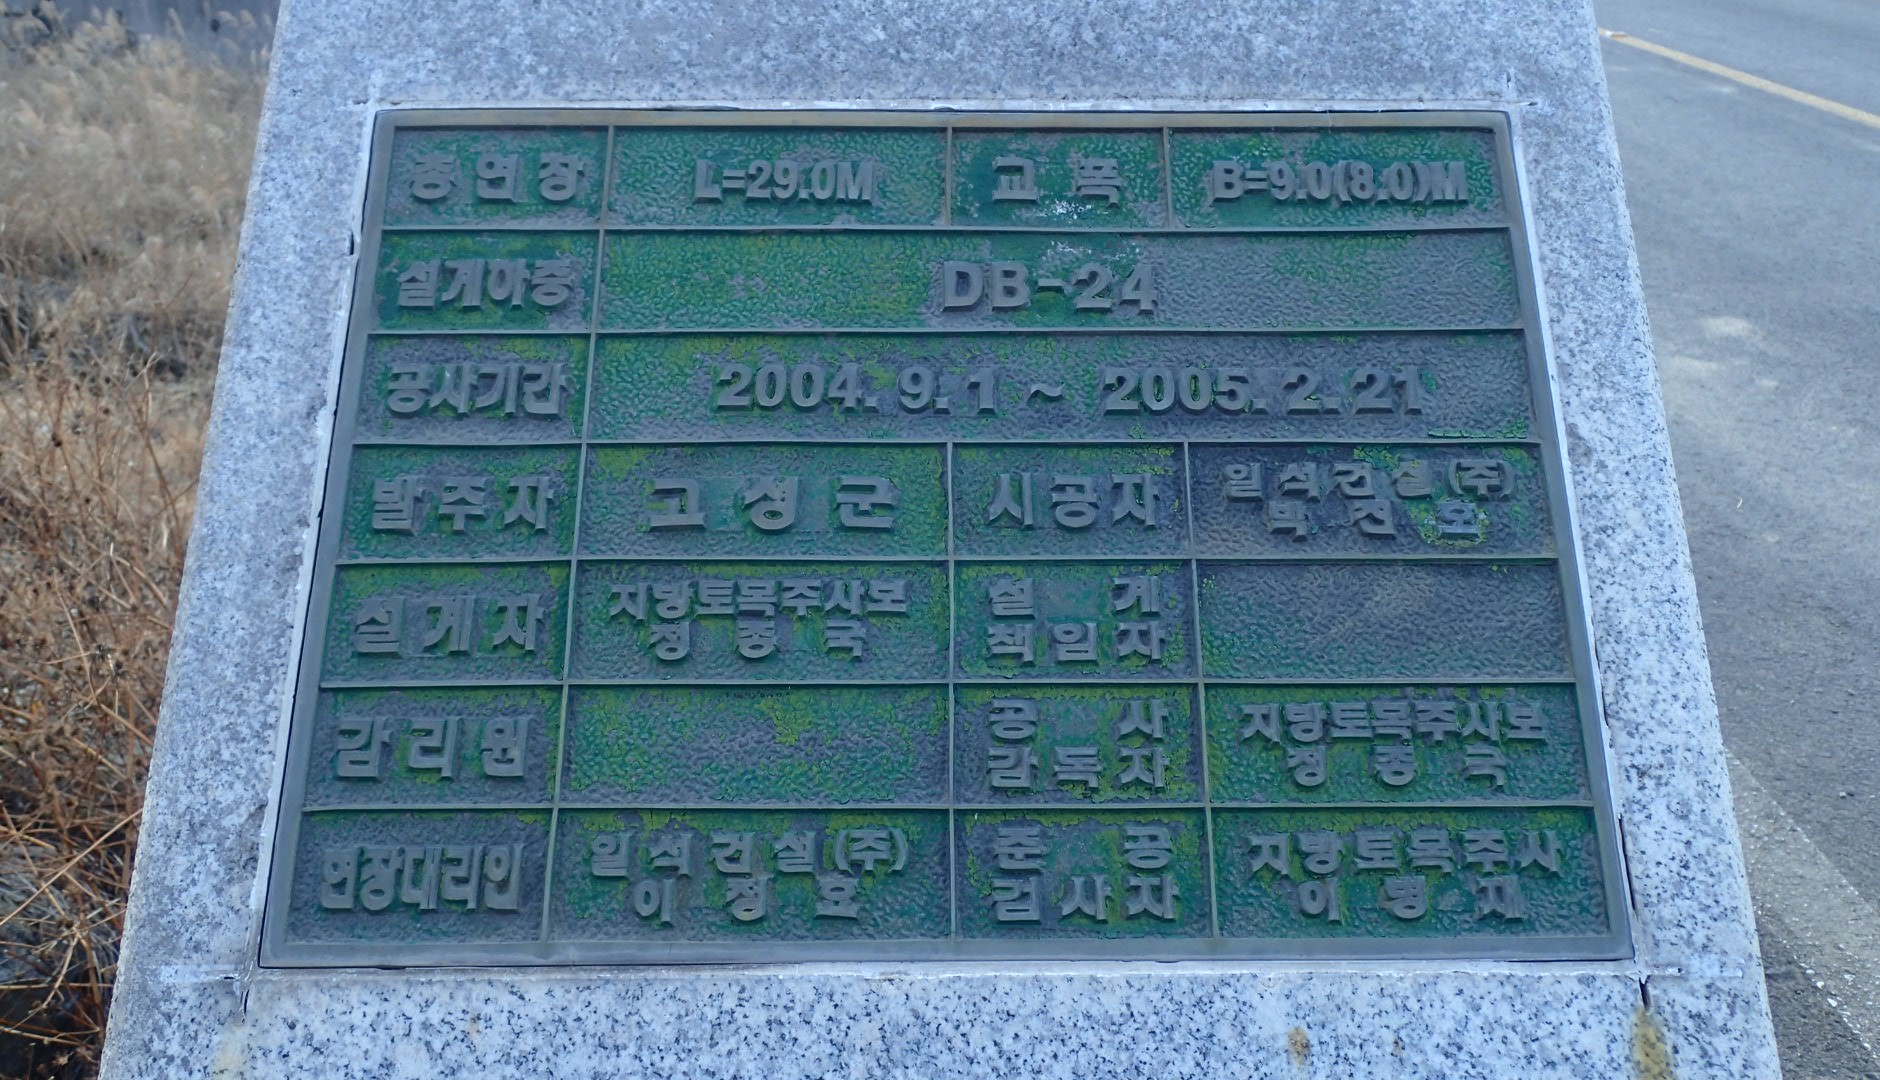 총연장 L=29.0M 교폭 B=9.0(8.0)M
설계하중 DB-24
공사기간 2004. 9. 1 ~ 2005. 2. 21
발주자 고성군 시공자 일석건설(주)
박진호
설계자 지방토목주사보 설계
정종국 책임자
감리원 공사 지방토목주사보
감독자 정종국
현장대리인 일석건설(주) 준공 지방토목주사
이정호 검사자 이병재